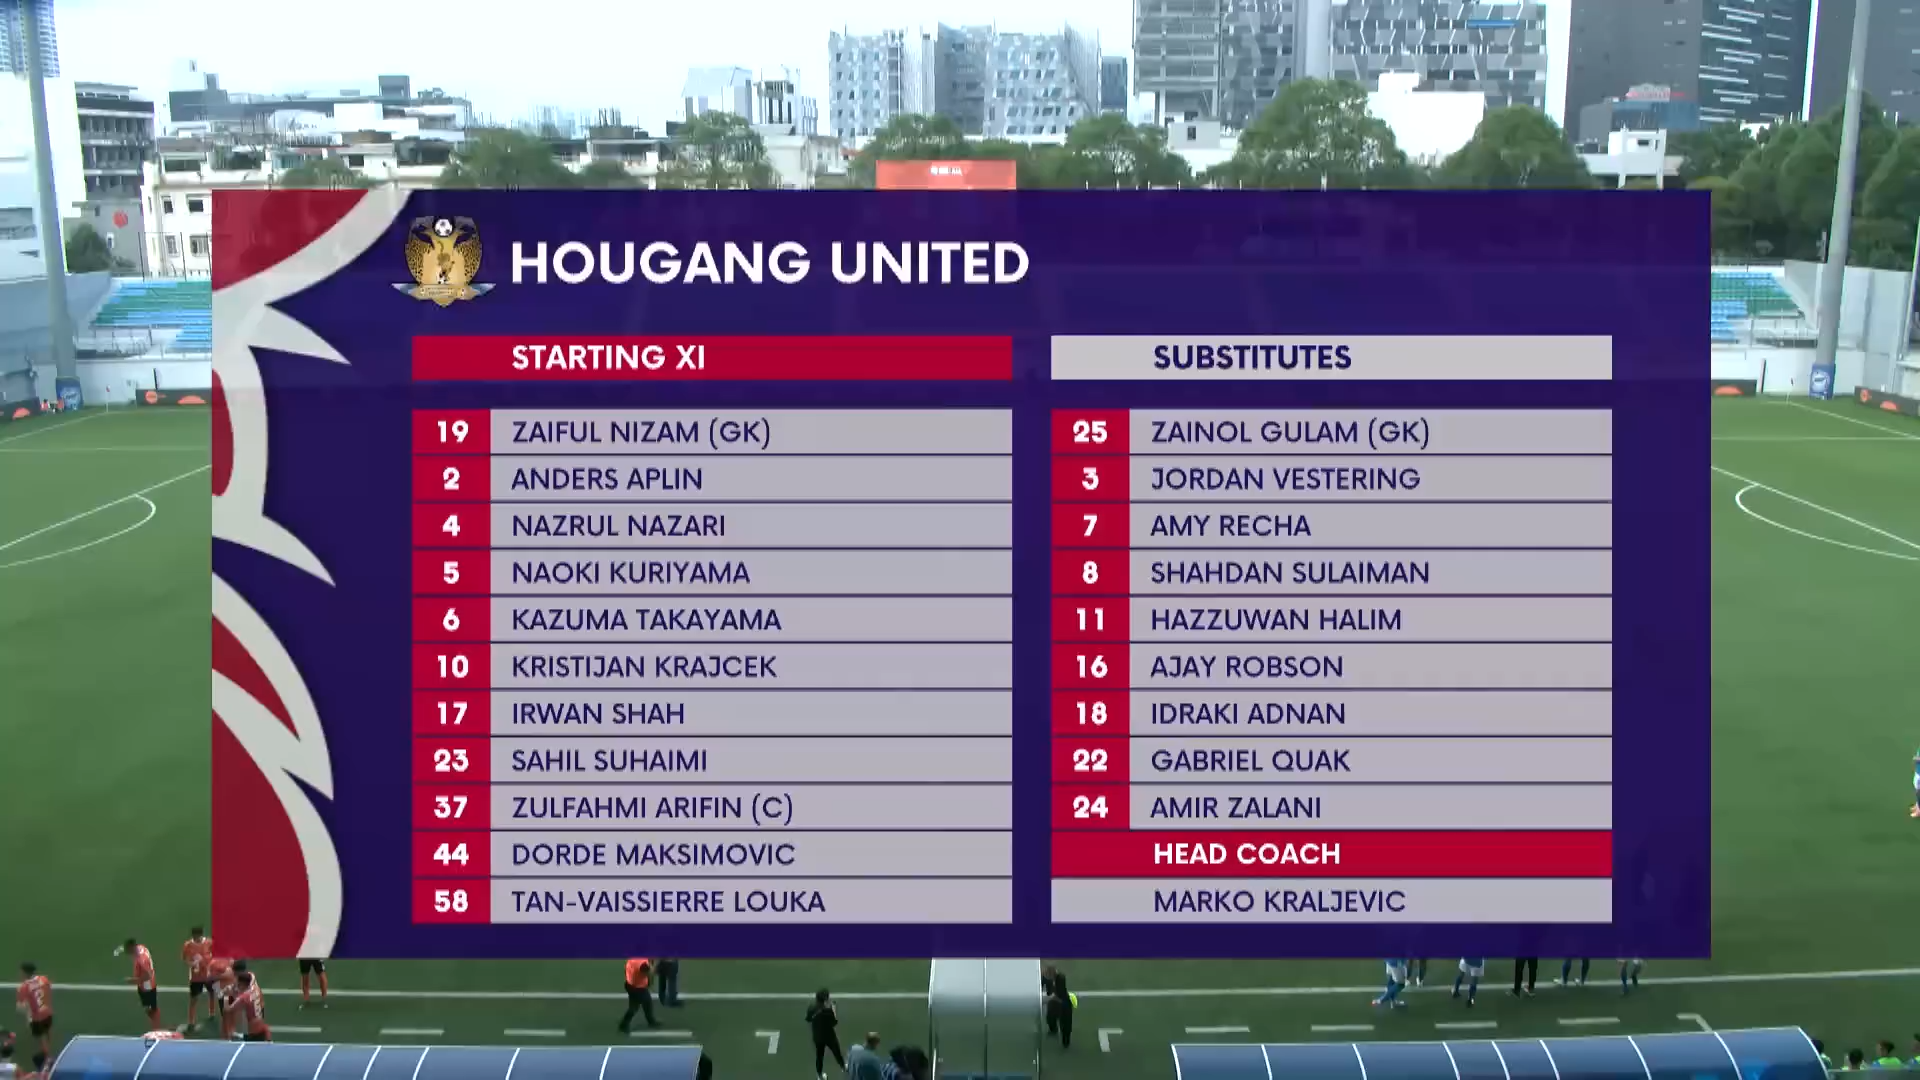 HOUGANG UNITED
STARTING XI
19 ZAIFUL NIZAM (GK)
2 ANDERS APLIN
4 NAZRUL NAZARI
5 NAOKI KURIYAMA
6 KAZUMA TAKAYAMA
10 KRISTIJAN KRAJCEK
17 IRWAN SHAH
23 SAHIL SUHAIMI
37 ZULFAHMI ARIFIN (C)
44 DORDE MAKSIMOVIC
58 TAN-VAISSIERRE LOUKA
SUBSTITUTES
25 ZAINOL GULAM (GK)
3 JORDAN VESTERING
7 AMY RECHA
8 SHAHDAN SULAIMAN
11 HAZZUWAN HALIM
16 AJAY ROBSON
18 IDRAKI ADNAN
22 GABRIEL QUAK
24 AMIR ZALANI
HEAD COACH
MARKO KRALJEVIC